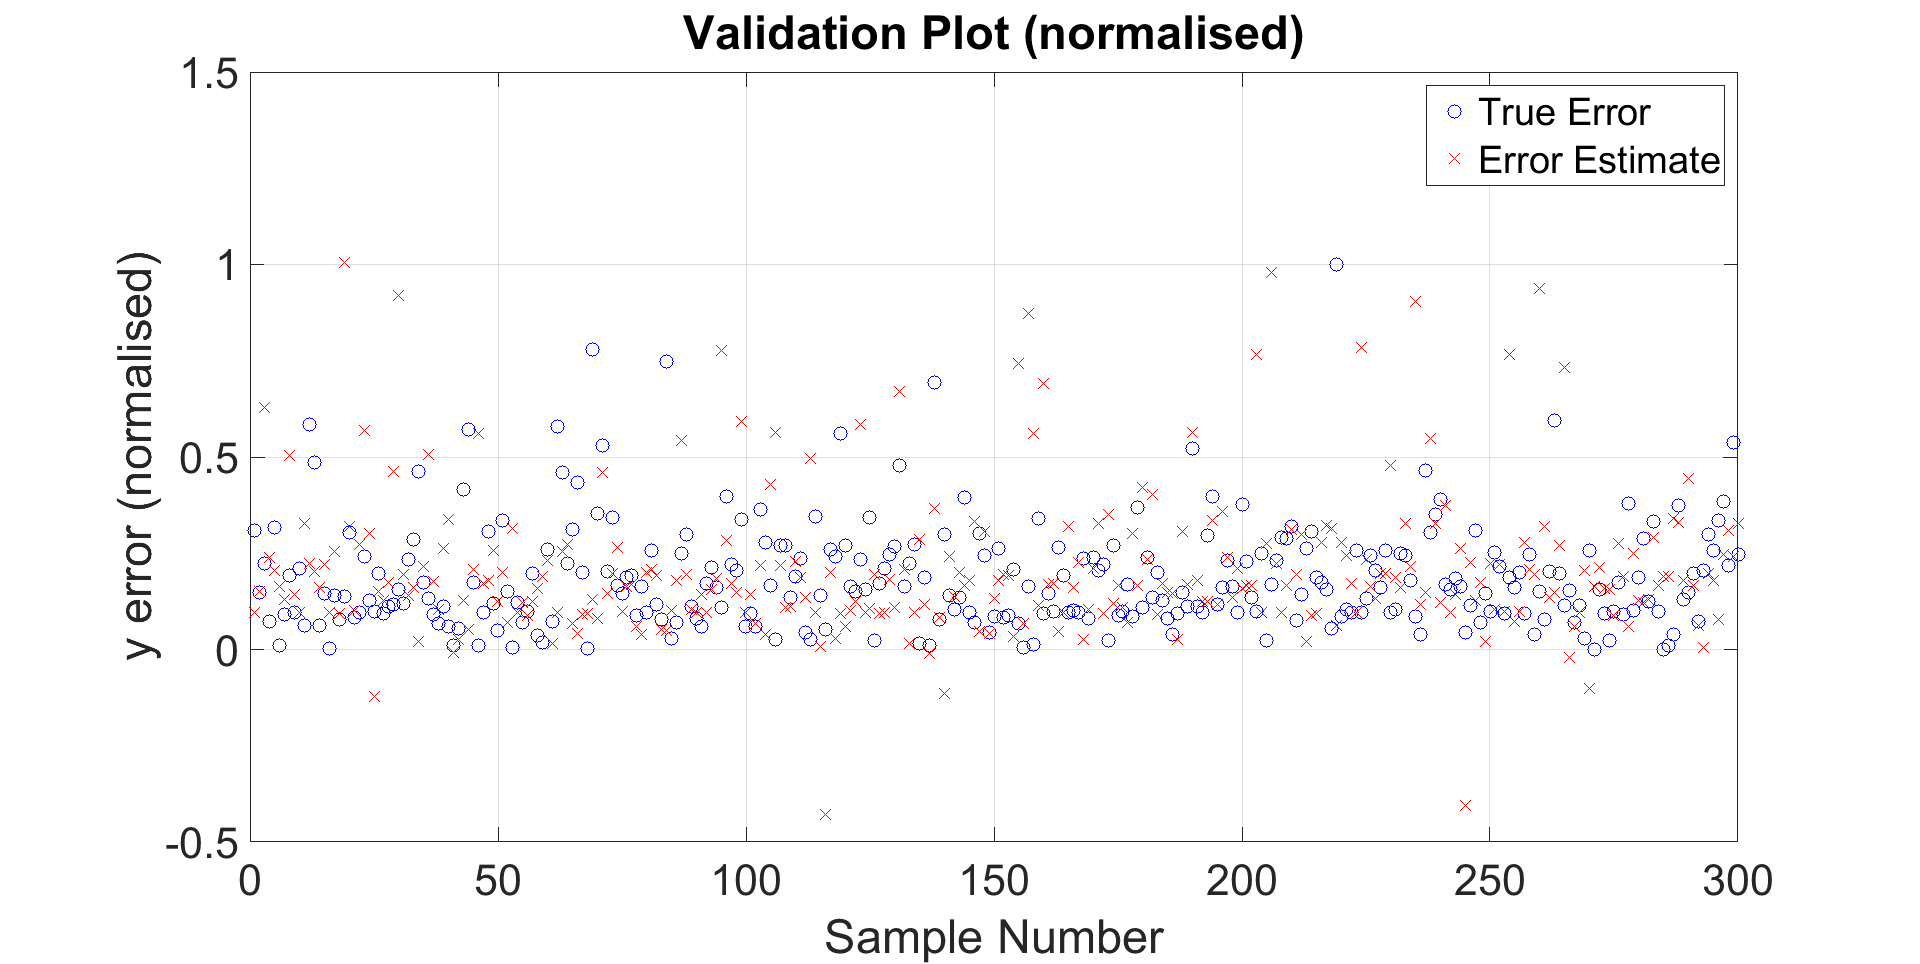 Validation Plot (normalised)
1.5
1
0.5
0
-0.5
y error (normalised)
True Error
Error Estimate
0 50 100 150 200 250 300
Sample Number